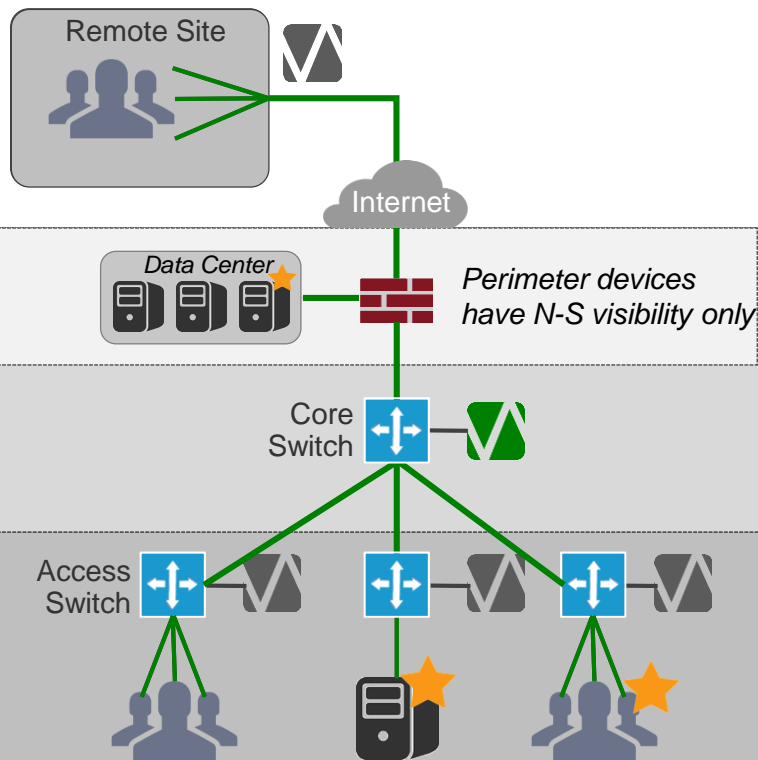 Remote Site
Internet
Data Center
Perimeter devices
have N-S visibility only
Core
Switch
Access
Switch